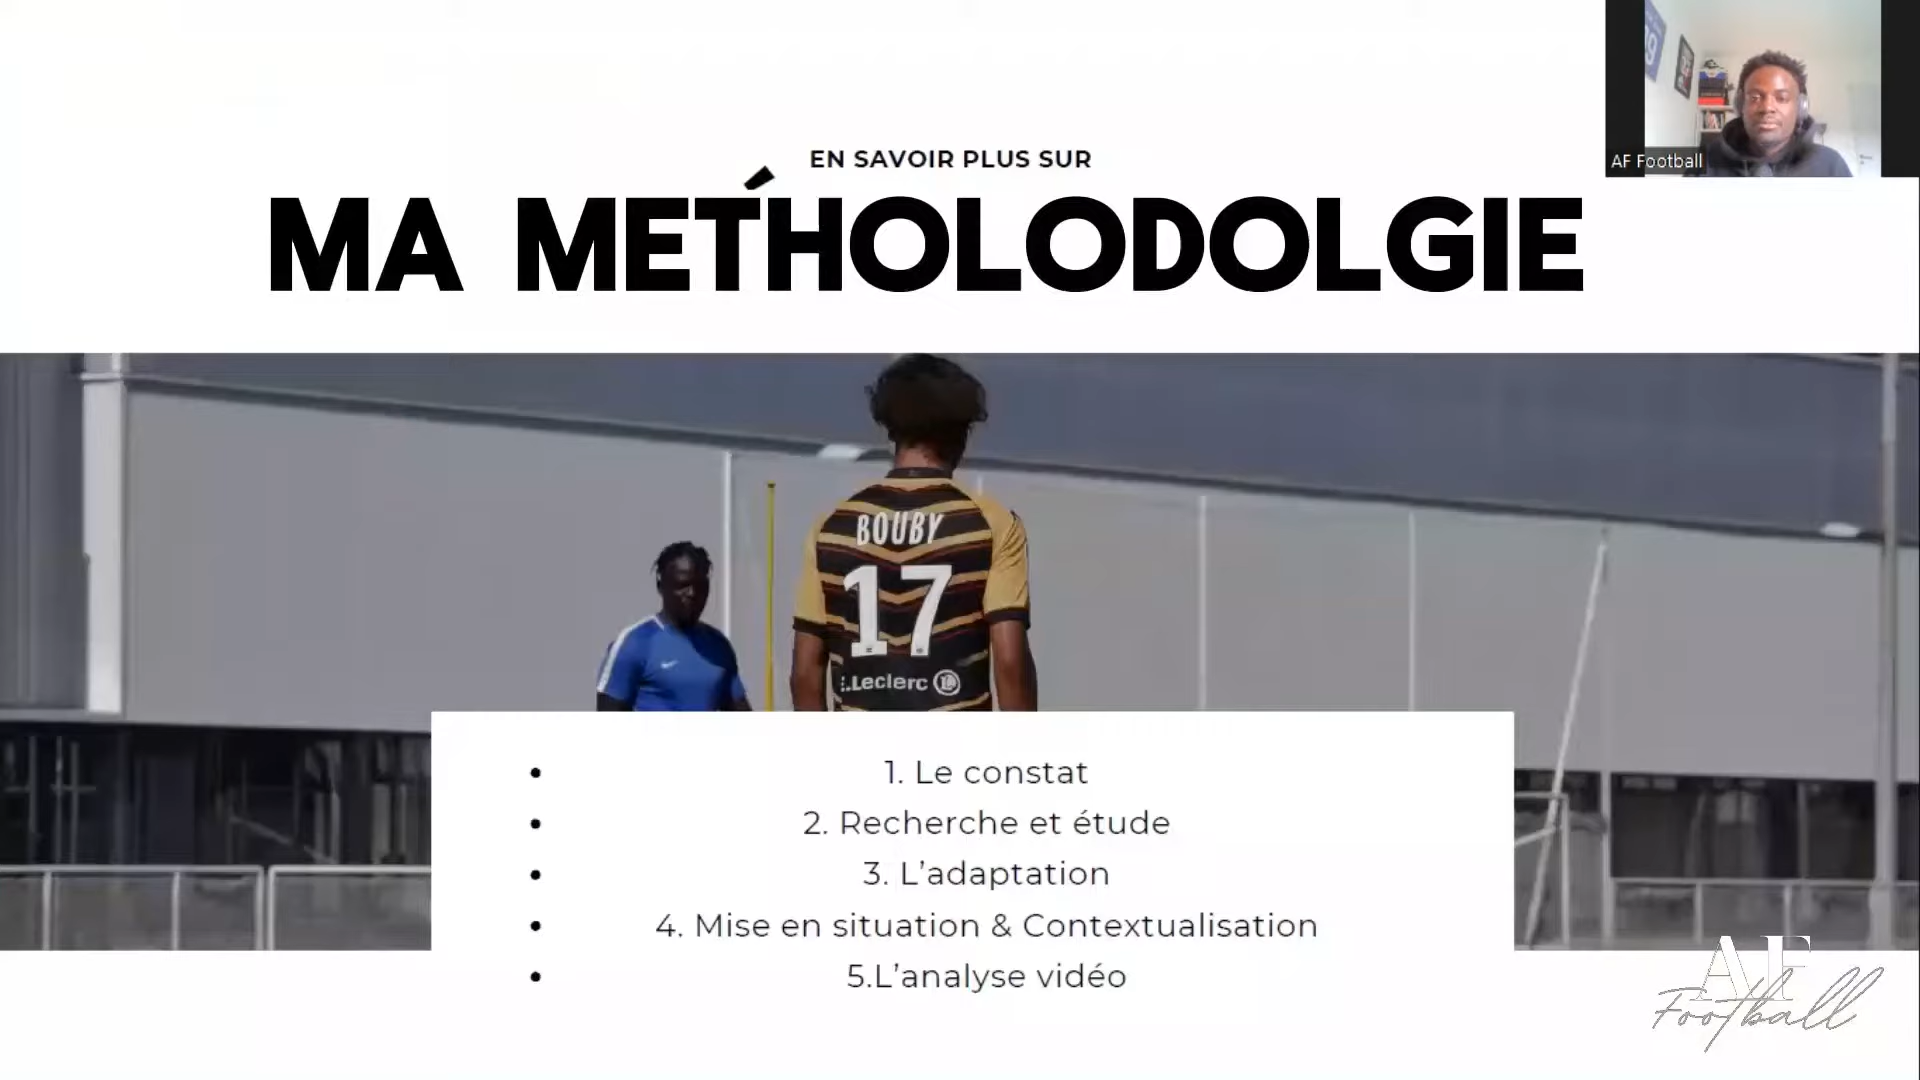 EN SAVOIR PLUS SUR
MA METHOLODOLGIE
AF Football
BOUBY
17
E.Leclerc
1. Le constat
2. Recherche et étude
3. L’adaptation
4. Mise en situation & Contextualisation
5.L’analyse vidéo
AF
Football